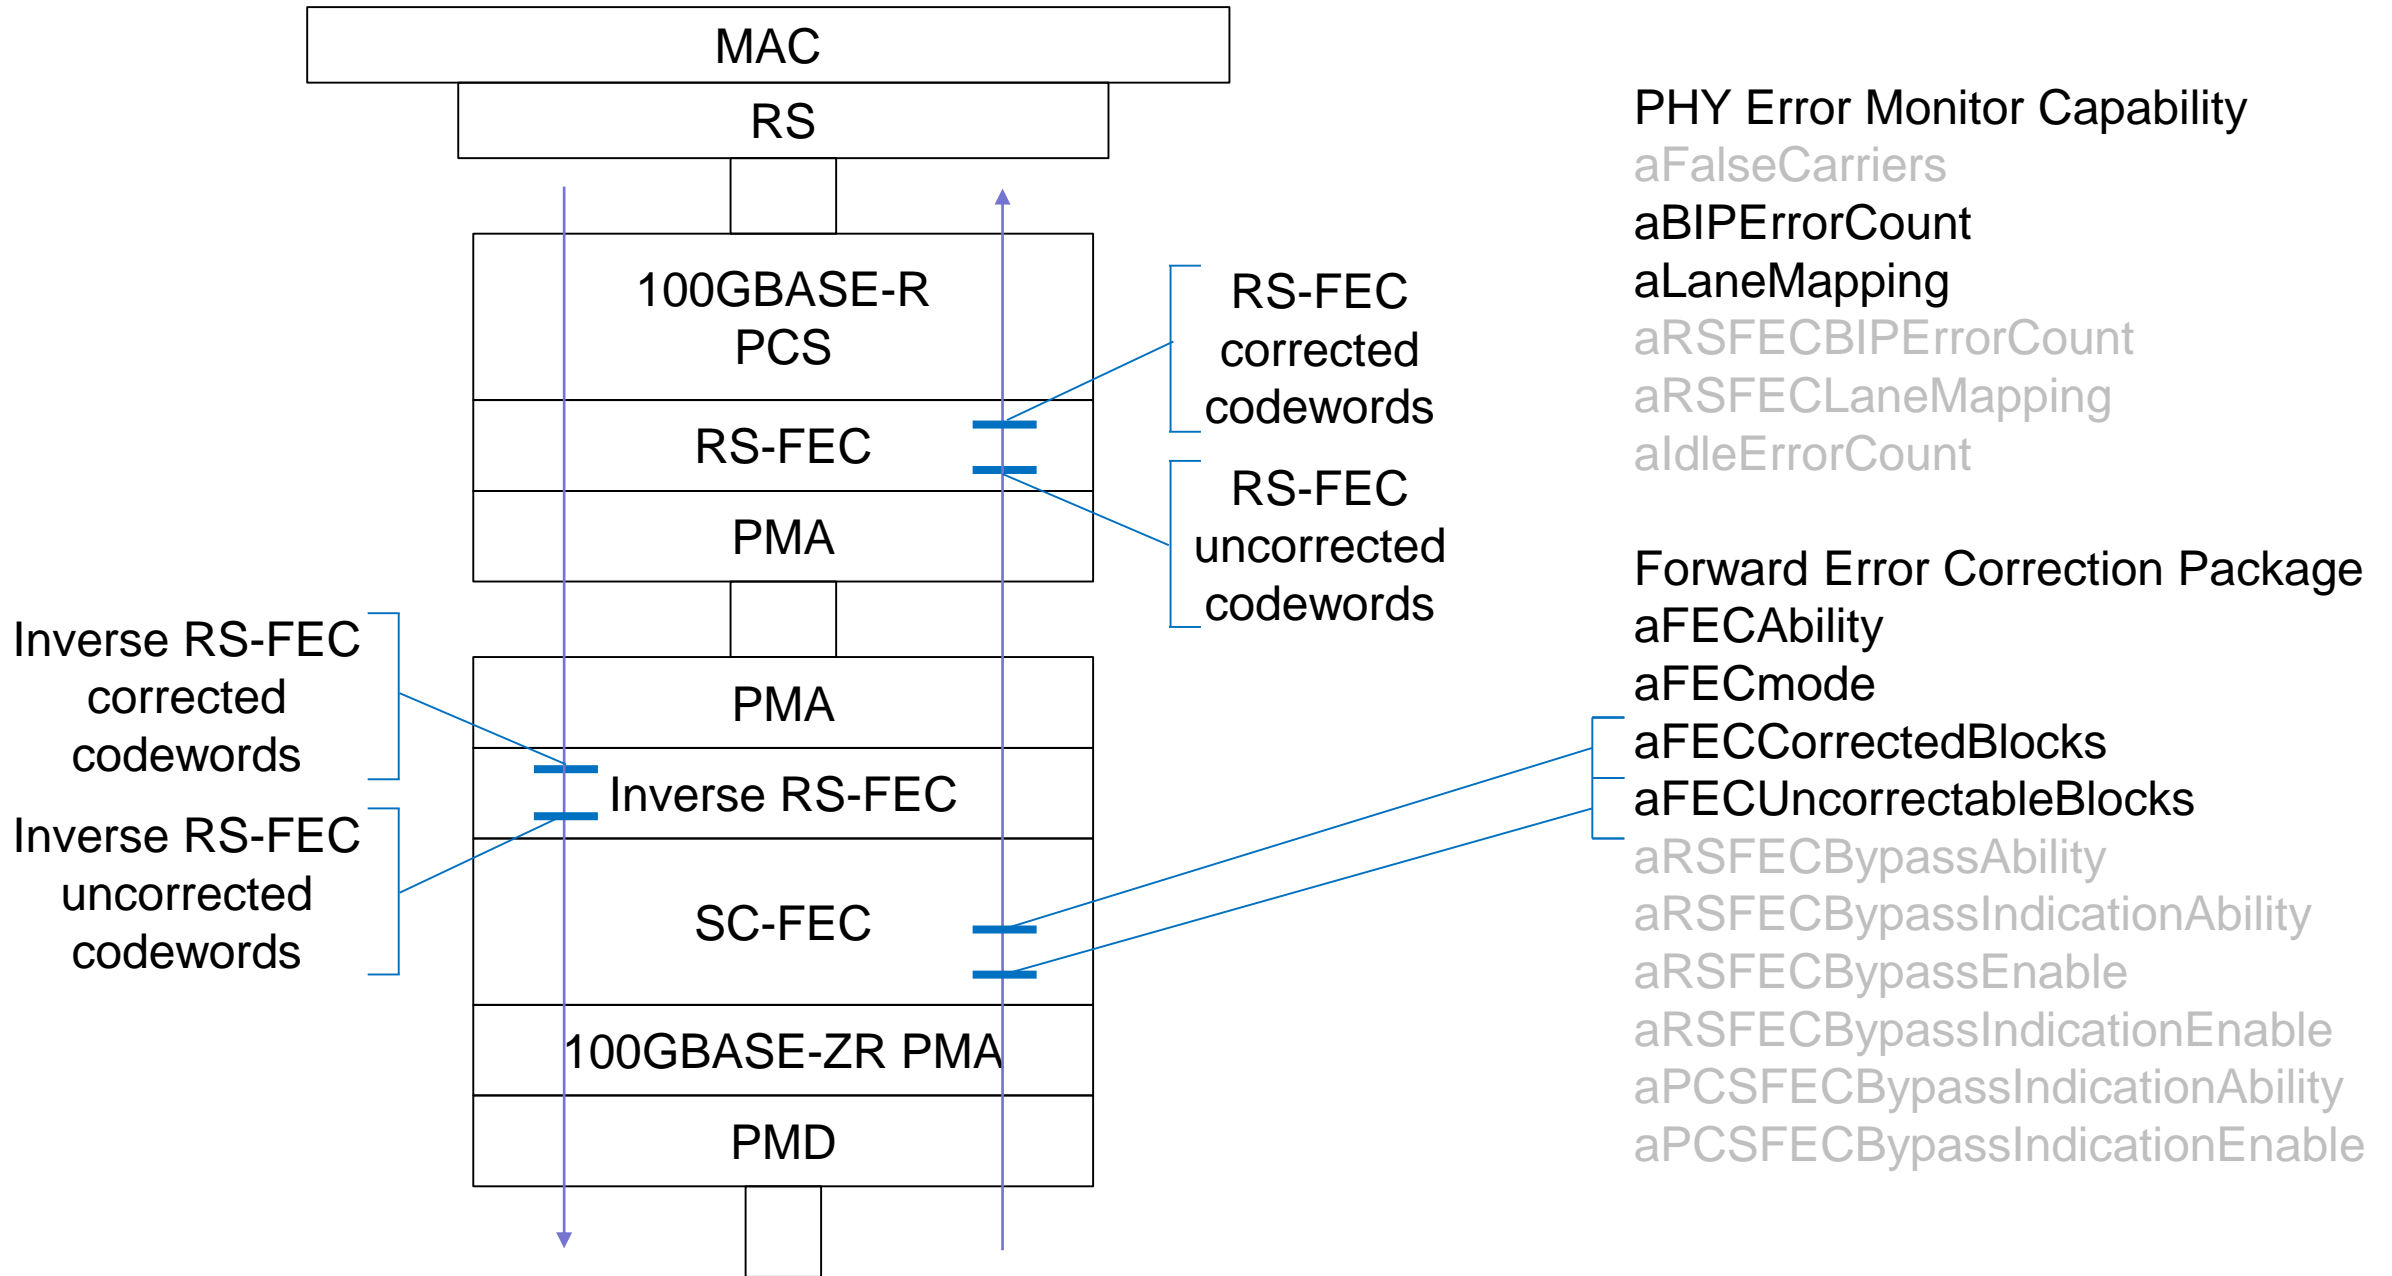 MAC
RS
100GBASE-R
PCS
RS-FEC
PMA
PMA
Inverse RS-FEC
SC-FEC
100GBASE-ZR PMA
PMD
Inverse RS-FEC
corrected
codewords
Inverse RS-FEC
uncorrected
codewords
RS-FEC
corrected
codewords
RS-FEC
uncorrected
codewords
PHY Error Monitor Capability
aFalseCarriers
aBIPErrorCount
aLaneMapping
aRSFECBIPErrorCount
aRSFECLaneMapping
aIdleErrorCount
Forward Error Correction Package
aFECAbility
aFECmode
aFECCorrectedBlocks
aFECUncorrectableBlocks
aRSFECBypassAbility
aRSFECBypassIndicationAbility
aRSFECBypassEnable
aRSFECBypassIndicationEnable
aPCSFECBypassIndicationAbility
aPCSFECBypassIndicationEnable